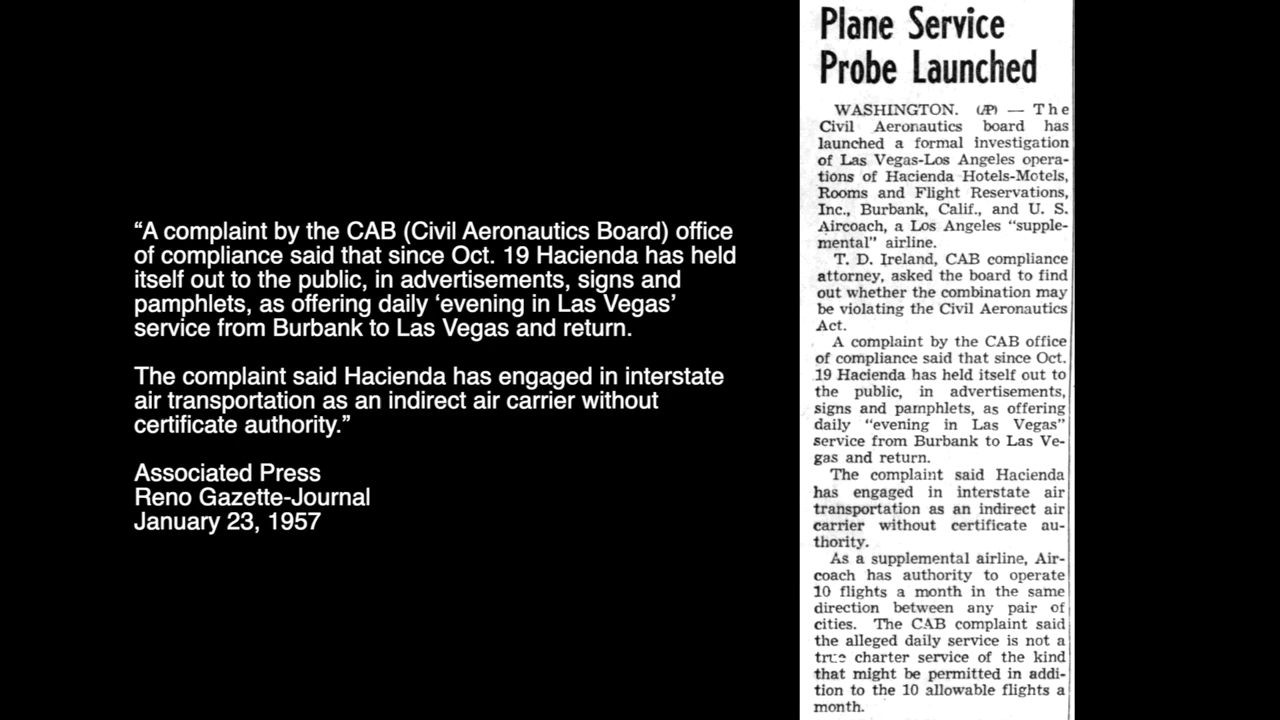 “A complaint by the CAB (Civil Aeronautics Board) office
of compliance said that since Oct. 19 Hacienda has held
itself out to the public, in advertisements, signs and
pamphlets, as offering daily ‘evening in Las Vegas’
service from Burbank to Las Vegas and return.
The complaint said Hacienda has engaged in interstate
air transportation as an indirect air carrier without
certificate authority.”
Associated Press
Reno Gazette-Journal
January 23, 1957
Plane Service
Probe Launched
WASHINGTON. (AP) — The
Civil Aeronautics board has
launched a formal investigation
of Las Vegas-Los Angeles opera-
tions of Hacienda Hotels-Motels,
Rooms and Flight Reservations,
Inc., Burbank, Calif., and U. S.
Aircoach, a Los Angeles “supple-
mental” airline.
T. D. Ireland, CAB compliance
attorney, asked the board to find
out whether the combination may
be violating the Civil Aeronautics
Act.
A complaint by the CAB office
of compliance said that since Oct.
19 Hacienda has held itself out to
the public, in advertisements,
signs and pamphlets, as offering
daily “evening in Las Vegas”
service from Burbank to Las Ve-
gas and return.
The complaint said Hacienda
has engaged in interstate air
transportation as an indirect air
carrier without certificate au-
thority.
As a supplemental airline, Air-
coach has authority to operate
10 flights a month in the same
direction between any pair of
cities. The CAB complaint said
the alleged daily service is not a
true charter service of the kind
that might be permitted in addi-
tion to the 10 allowable flights a
month.